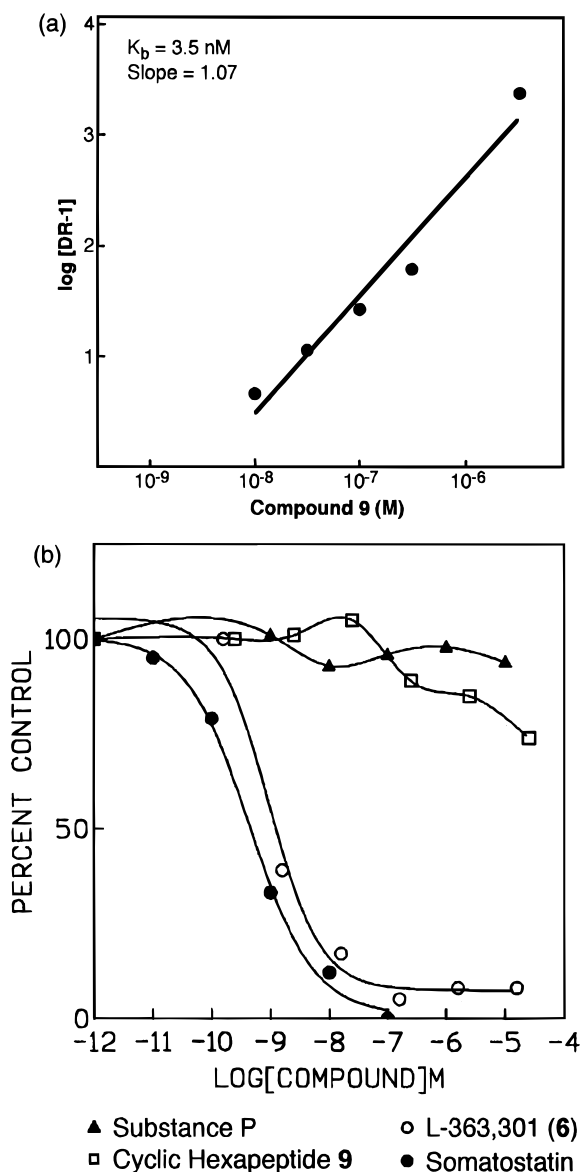 (a)
K_b = 3.5 nM
Slope = 1.07
log [DR-1]
4
3
2
1
10^-9
10^-8
10^-7
10^-6
Compound 9 (M)
(b)
PERCENT CONTROL
100
50
0
-12 -11 -10 -9 -8 -7 -6 -5 -4
LOG[COMPOUND]M
▲ Substance P
○ L-363,301 (6)
□ Cyclic Hexapeptide 9
● Somatostatin